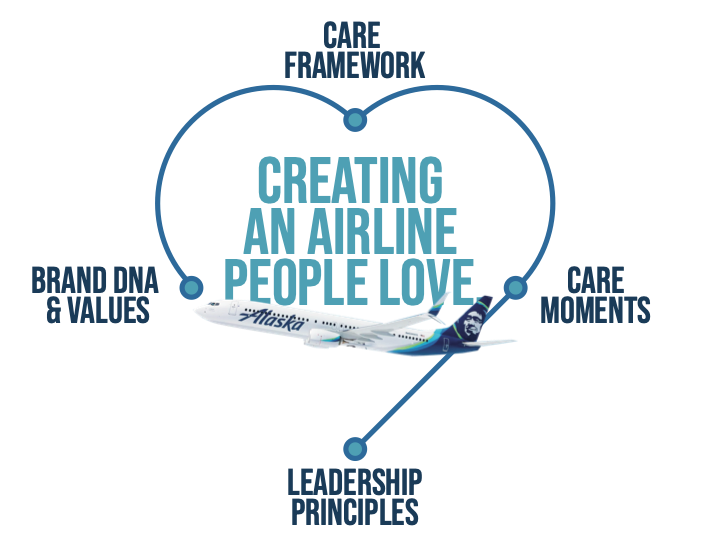 CARE
FRAMEWORK
CREATING
AN AIRLINE
PEOPLE LOVE
BRAND DNA
& VALUES
CARE
MOMENTS
Alaska
LEADERSHIP
PRINCIPLES